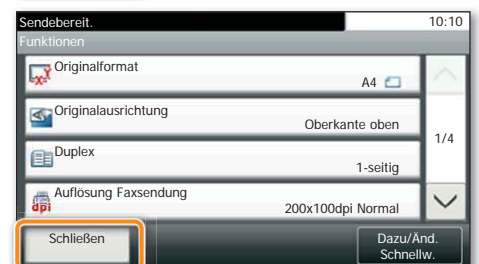 Sendebereit.
10:10
Funktionen
Originalformat
A4
Originalausrichtung
Oberkante oben
1/4
Duplex
1-seitig
Auflösung Faxsendung
dpi
200x100dpi Normal
Schließen
Dazu/Änd.
Schnellw.